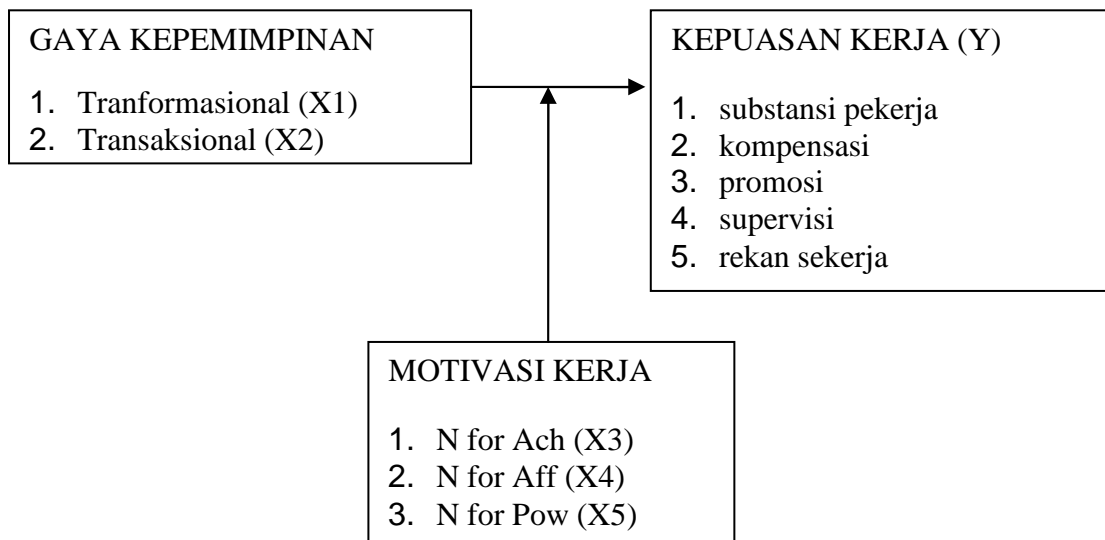 GAYA KEPEMIMPINAN
1. Tranformasional (X1)
2. Transaksional (X2)
KEPUASAN KERJA (Y)
1. substansi pekerja
2. kompensasi
3. promosi
4. supervisi
5. rekan sekerja
MOTIVASI KERJA
1. N for Ach (X3)
2. N for Aff (X4)
3. N for Pow (X5)